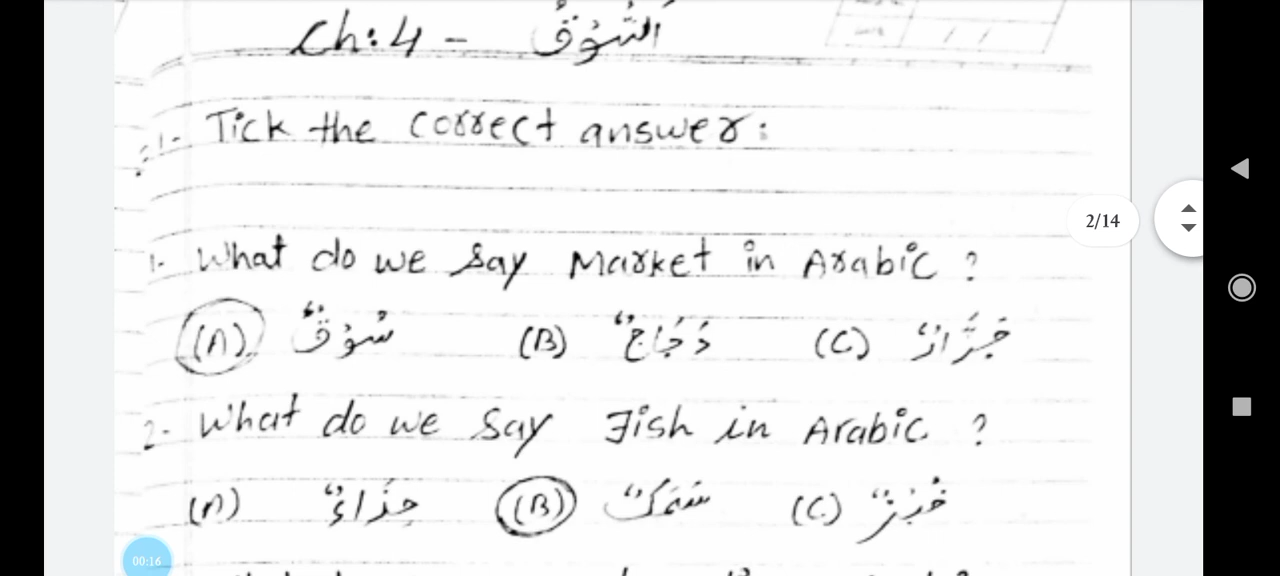 Ch: 4 - اَلسُّوْقُ
1- Tick the correct answer:
2/14
1. What do we say Market in Arabic ?
(A) سُوْقٌ (B) دَجَاجٌ (C) جَزَّارٌ
2- What do we say Fish in Arabic ?
(A) حِذَاءٌ (B) سَمَكٌ (C) خُبْزٌ
00:16